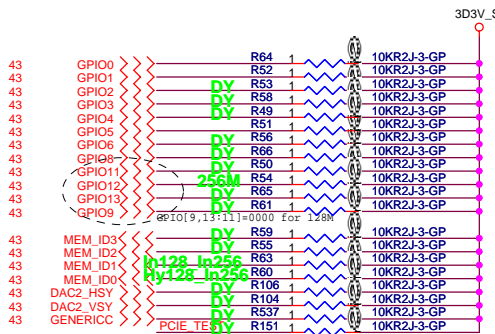 3D3V_S
43 GPIO0 R64 1 10KR2J-3-GP
43 GPIO1 R52 1 10KR2J-3-GP
43 GPIO2 DY R53 1 10KR2J-3-GP
43 GPIO3 DY R58 1 10KR2J-3-GP
43 GPIO4 DY R49 1 10KR2J-3-GP
43 GPIO5 R51 1 10KR2J-3-GP
43 GPIO6 DY R56 1 10KR2J-3-GP
43 DY R66 1 10KR2J-3-GP
43 GPIO11 DY R50 1 10KR2J-3-GP
43 GPIO12 256M R54 1 10KR2J-3-GP
43 GPIO13 DY R65 1 10KR2J-3-GP
43 GPIO9 DY R61 1 10KR2J-3-GP
GPIO[9,13:11]=0000 for 128M
43 MEM_ID3 DY R59 1 10KR2J-3-GP
43 MEM_ID2 DY R55 1 10KR2J-3-GP
43 MEM_ID1 In128_In256 R63 1 10KR2J-3-GP
43 MEM_ID0 Hy128_In256 R60 1 10KR2J-3-GP
43 DAC2_HSY DY R106 1 10KR2J-3-GP
43 DAC2_VSY DY R104 1 10KR2J-3-GP
43 GENERICC DY R537 1 10KR2J-3-GP
PCIE_TEST DY R151 1 10KR2J-3-GP